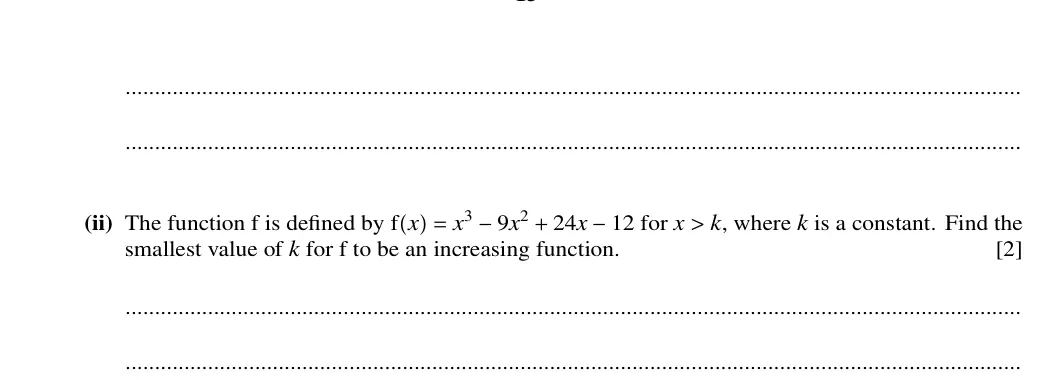 (ii) The function f is defined by f(x) = x³ – 9x² + 24x – 12 for x > k, where k is a constant. Find the
smallest value of k for f to be an increasing function. [2]